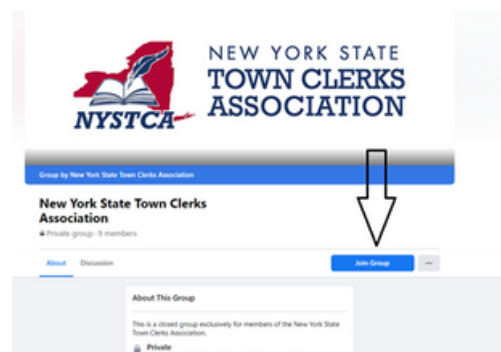 NEW YORK STATE
TOWN CLERKS
ASSOCIATION
NYSTCA
Group by New York State Town Clerks Association
New York State Town Clerks
Association
Private group · 9 members
About Discussion
Join Group
...
About This Group
This is a closed group exclusively for members of the New York State
Town Clerks Association.
Private